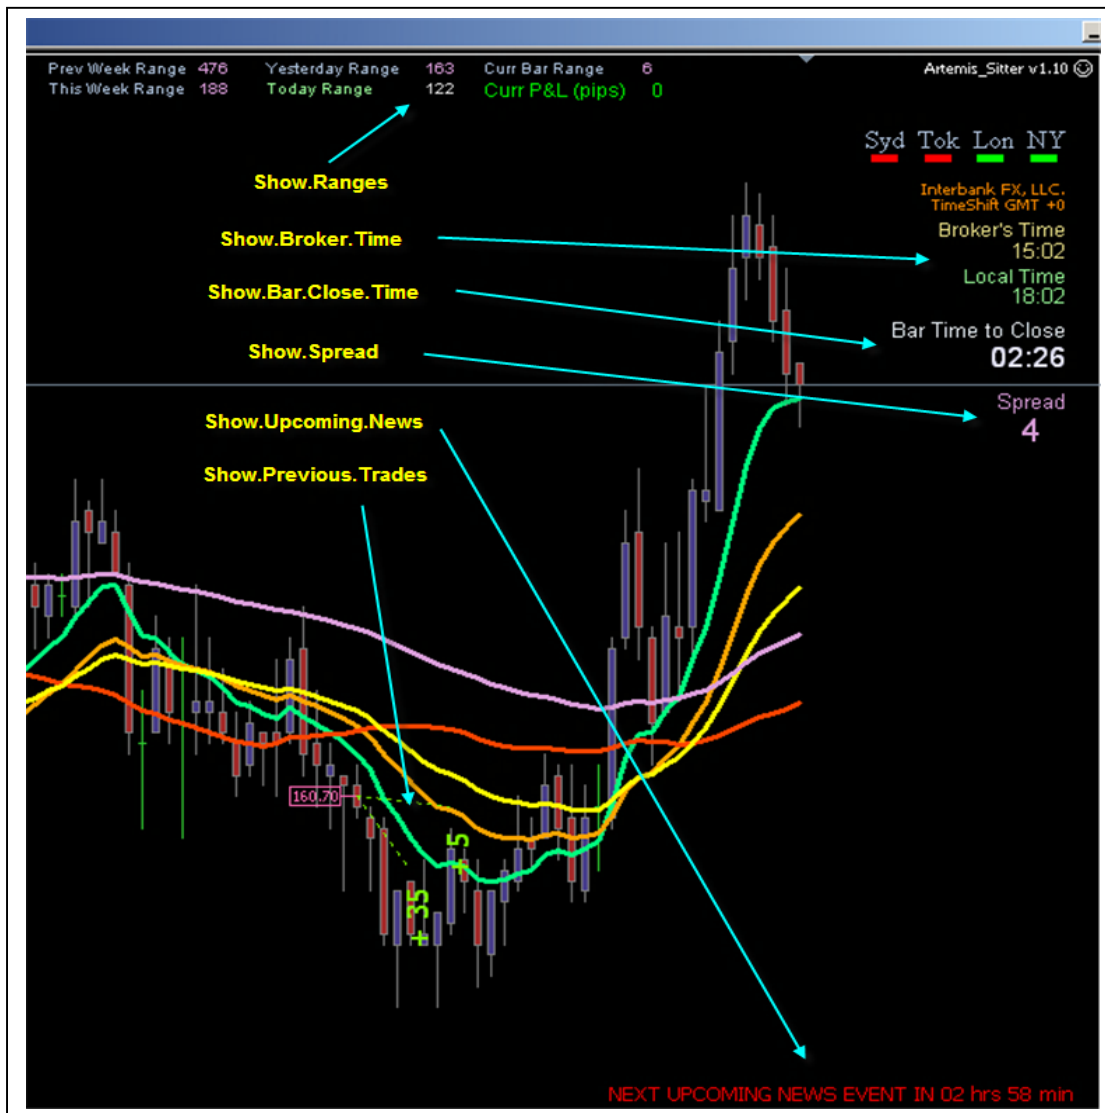 Prev Week Range 476 Yesterday Range 163 Curr Bar Range 6 Artemis_Sitter v1.10
This Week Range 188 Today Range 122 Curr P&L (pips) 0
Syd Tok Lon NY
Show.Ranges
Interbank FX, LLC.
TimeShift GMT +0
Show.Broker.Time
Broker's Time
15:02
Local Time
18:02
Show.Bar.Close.Time
Bar Time to Close
02:26
Show.Spread
Spread
4
Show.Upcoming.News
Show.Previous.Trades
160.70
+5
+35
NEXT UPCOMING NEWS EVENT IN 02 hrs 58 min